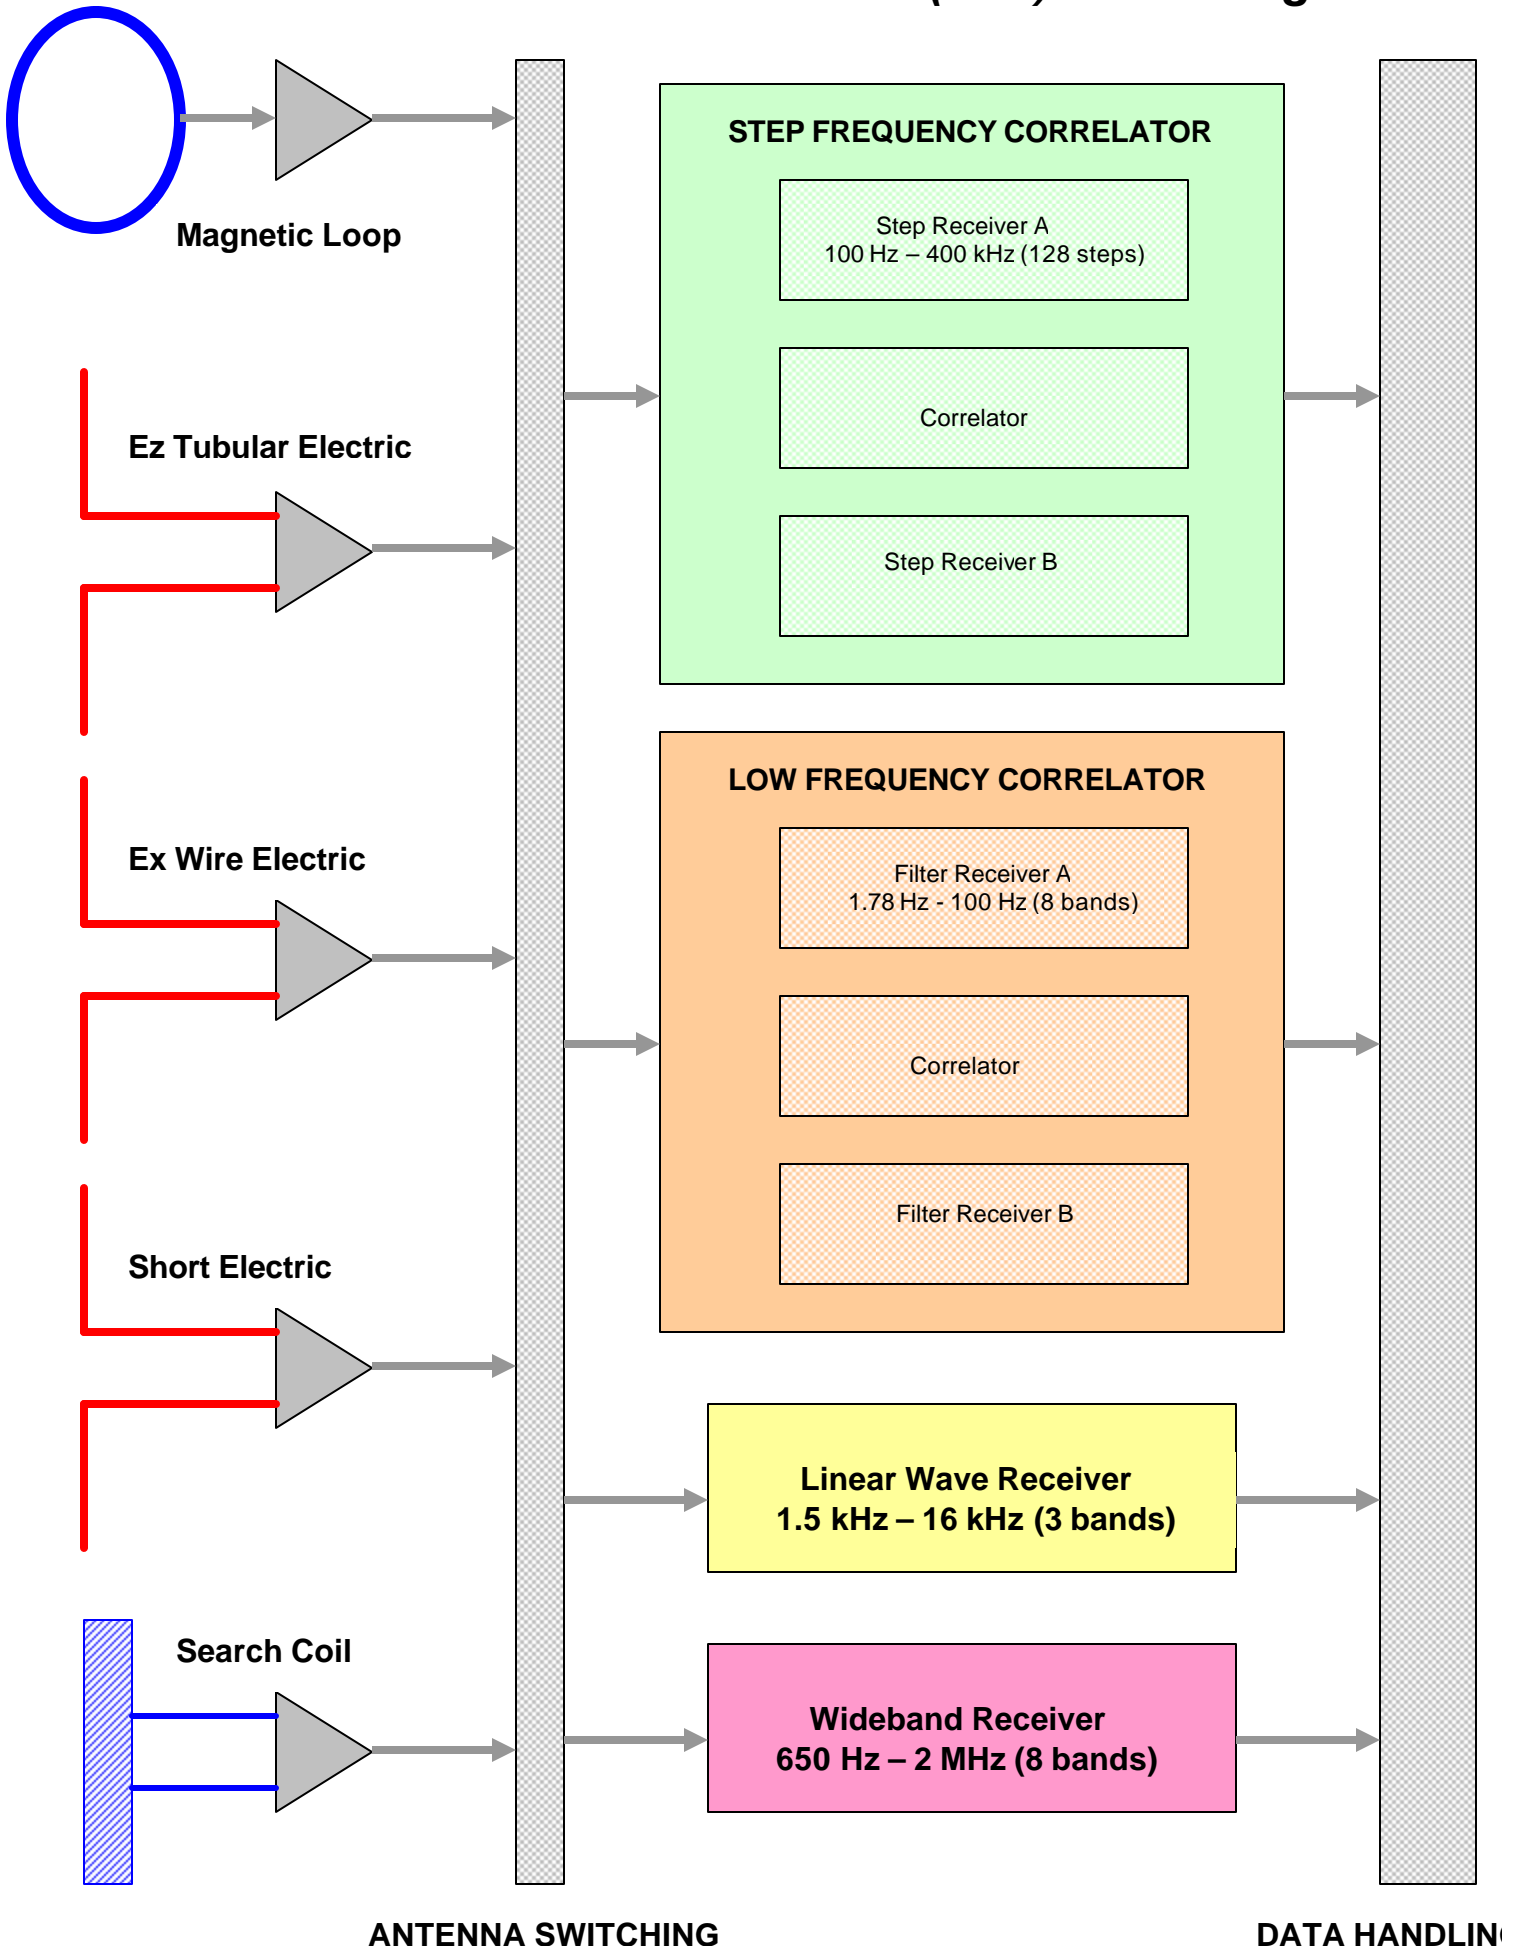 Magnetic Loop
Ez Tubular Electric
Ex Wire Electric
Short Electric
Search Coil
ANTENNA SWITCHING
STEP FREQUENCY CORRELATOR
Step Receiver A
100 Hz – 400 kHz (128 steps)
Correlator
Step Receiver B
LOW FREQUENCY CORRELATOR
Filter Receiver A
1.78 Hz - 100 Hz (8 bands)
Correlator
Filter Receiver B
Linear Wave Receiver
1.5 kHz – 16 kHz (3 bands)
Wideband Receiver
650 Hz – 2 MHz (8 bands)
DATA HANDLING